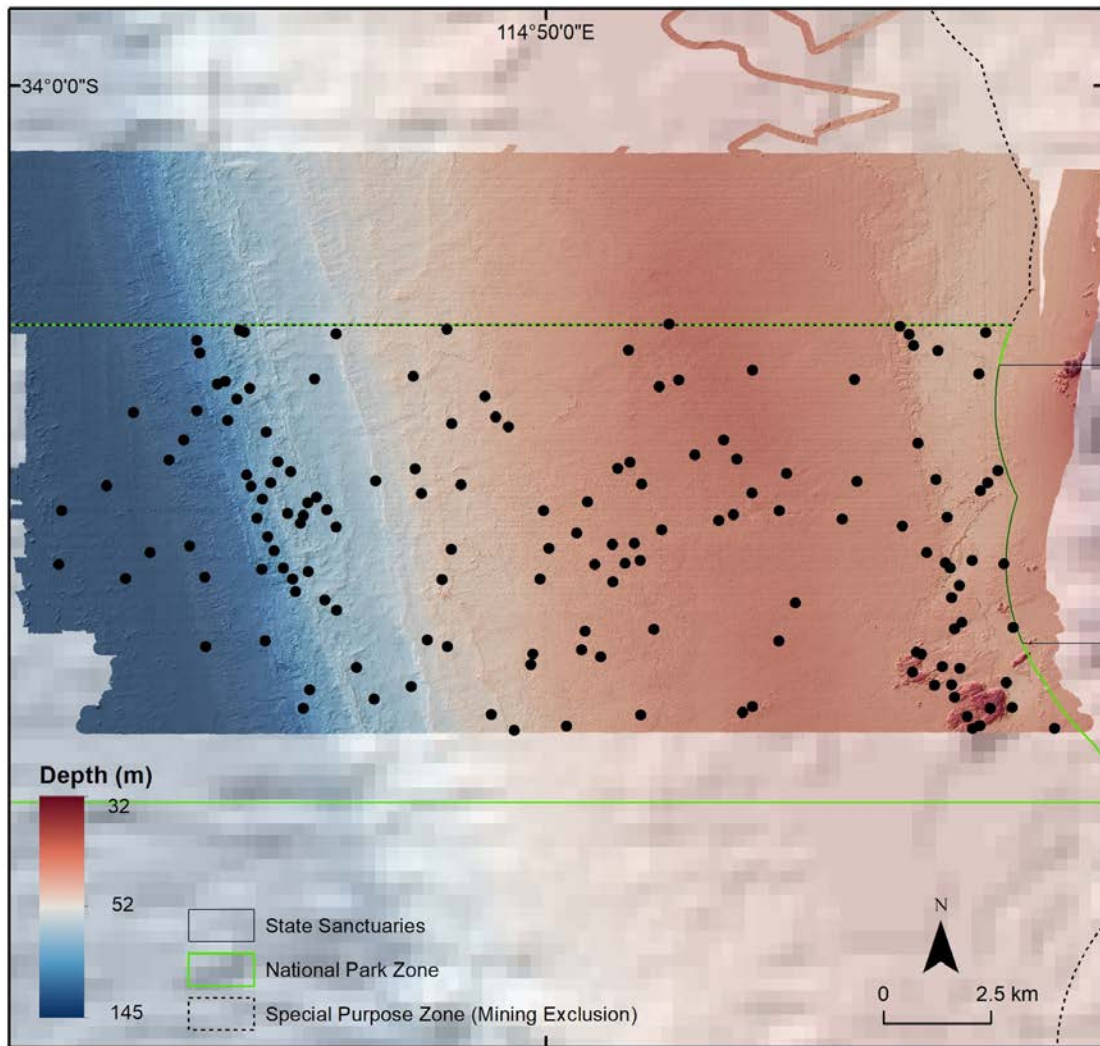 114°50'0"E
34°0'0"S
Depth (m)
32
52
145
State Sanctuaries
National Park Zone
Special Purpose Zone (Mining Exclusion)
N
0 2.5 km